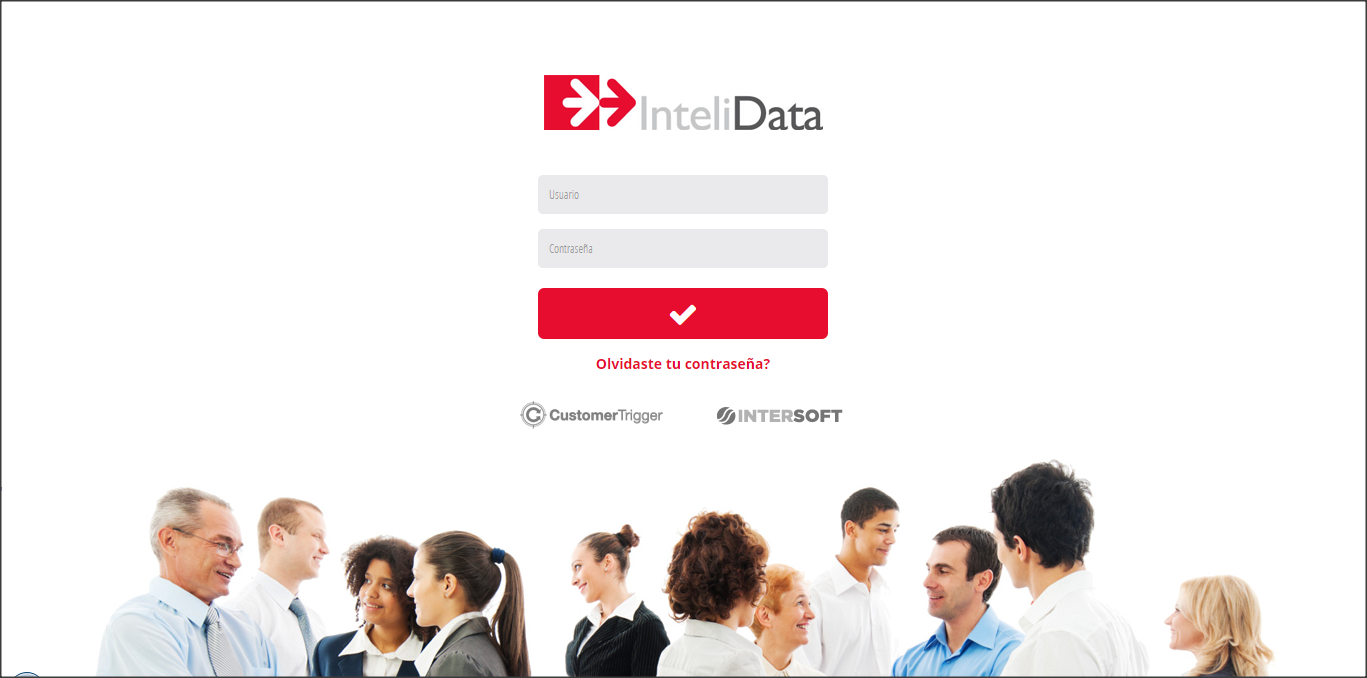 InteliData
Usuario
Contraseña
Olvidaste tu contraseña?
CustomerTrigger
INTERSOFT